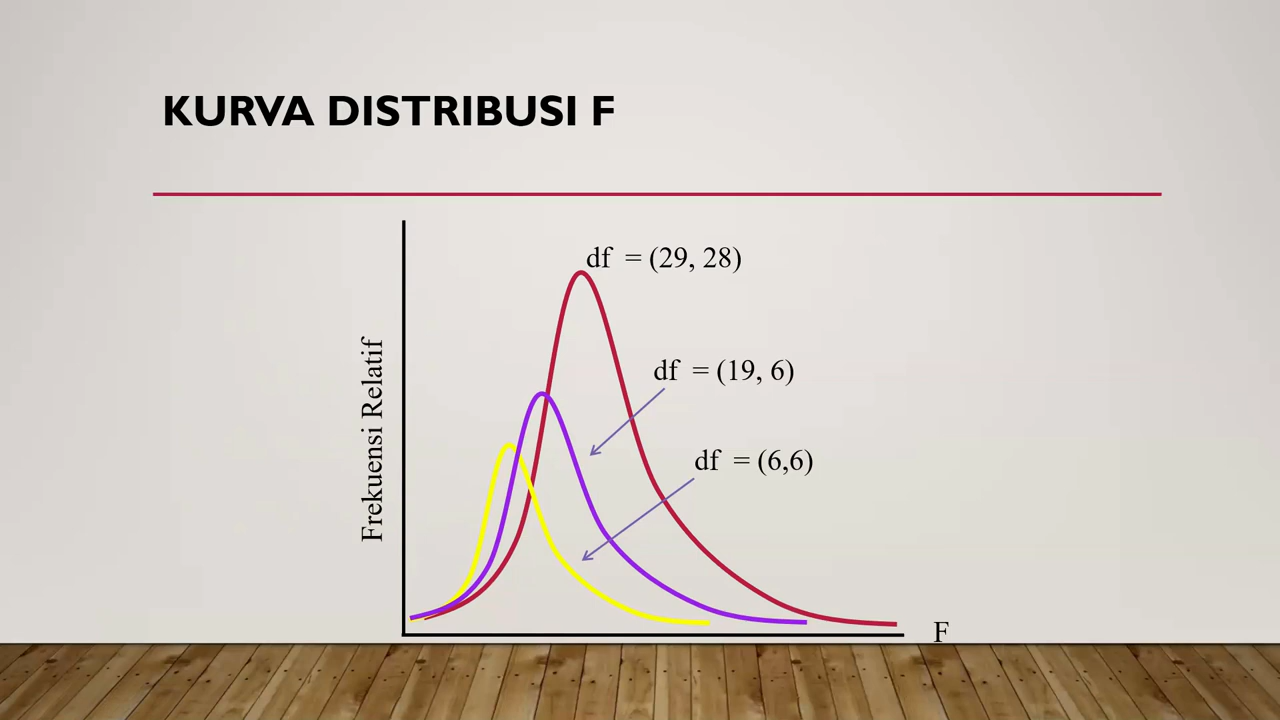 KURVA DISTRIBUSI F
df = (29, 28)
df = (19, 6)
df = (6,6)
Frekuensi Relatif
F